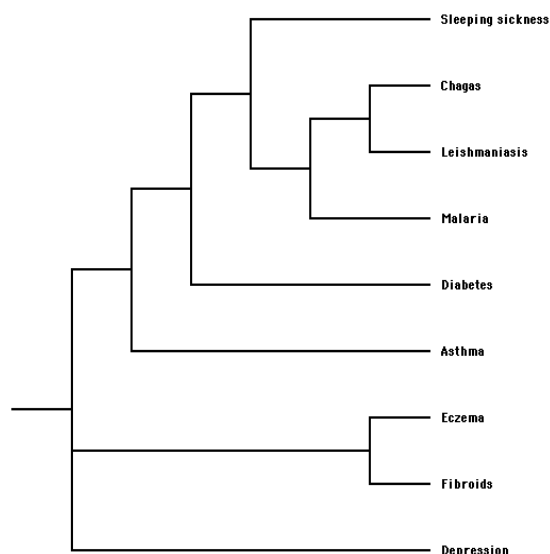 Sleeping sickness
Chagas
Leishmaniasis
Malaria
Diabetes
Asthma
Eczema
Fibroids
Depression